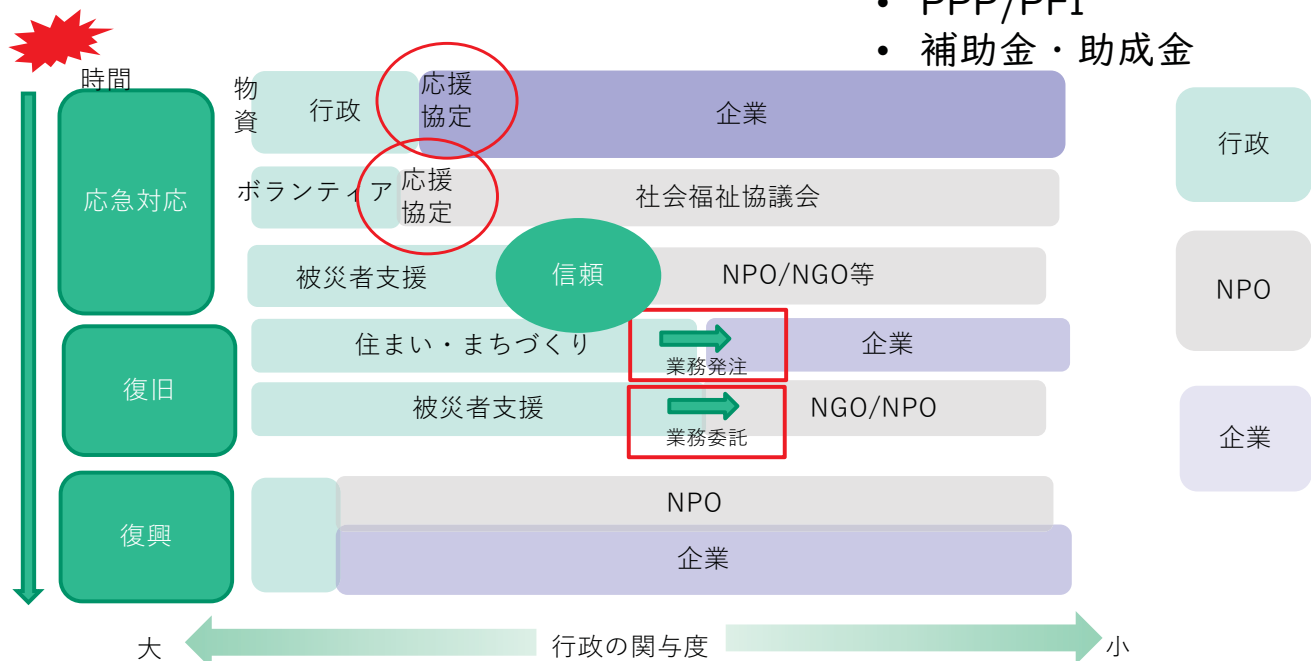 • PPP/PFI
• 補助金・助成金
時間
応急対応
物
資
行政
応援
協定
企業
ボランティア
応援
協定
社会福祉協議会
被災者支援
信頼
NPO/NGO等
復旧
住まい・まちづくり
業務発注
企業
被災者支援
業務委託
NGO/NPO
復興
NPO
企業
大
行政の関与度
小
行政
NPO
企業